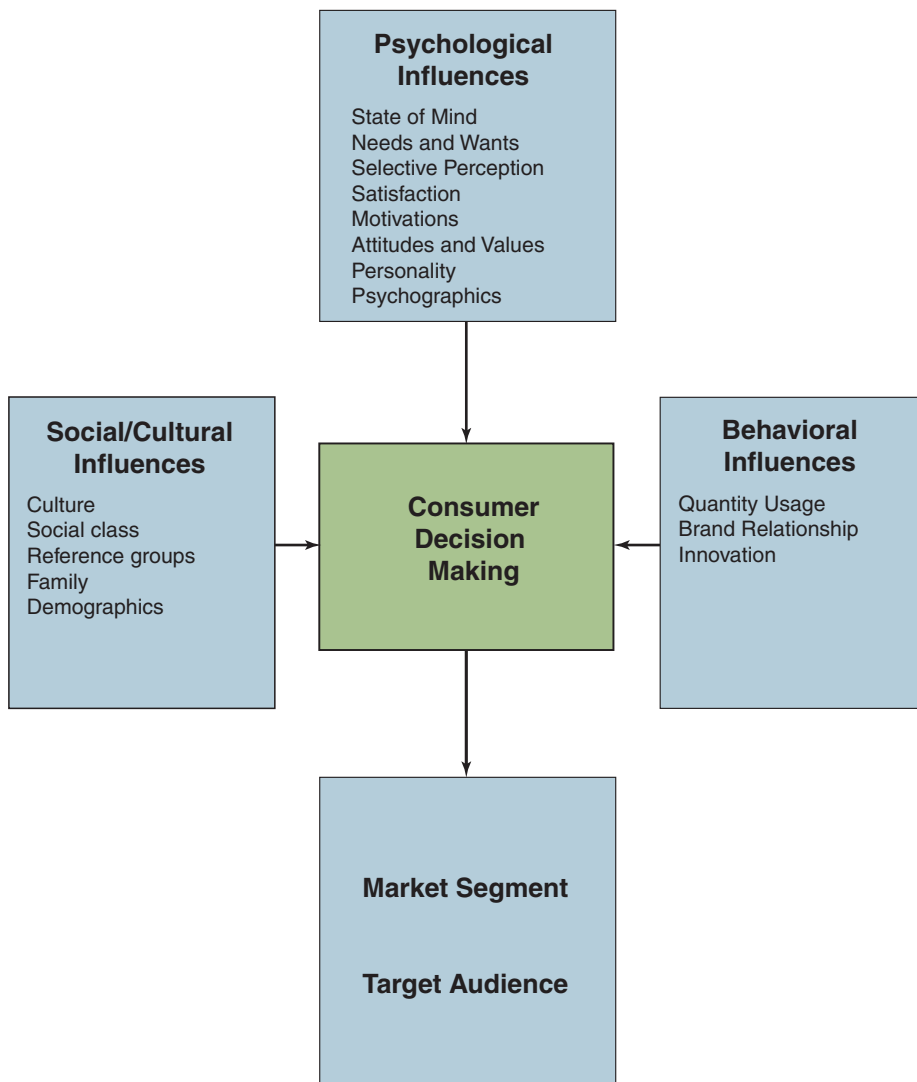 Psychological
Influences
State of Mind
Needs and Wants
Selective Perception
Satisfaction
Motivations
Attitudes and Values
Personality
Psychographics
Social/Cultural
Influences
Culture
Social class
Reference groups
Family
Demographics
Consumer
Decision
Making
Behavioral
Influences
Quantity Usage
Brand Relationship
Innovation
Market Segment
Target Audience